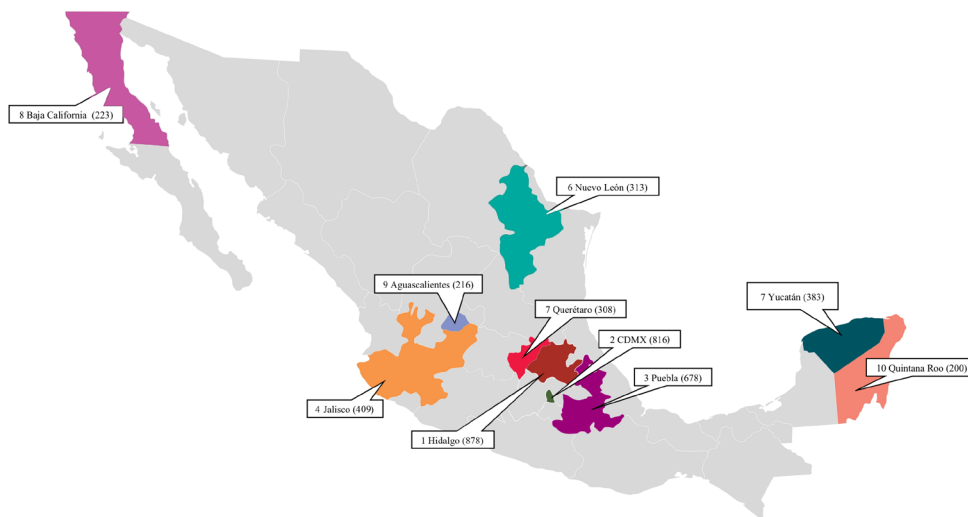 8 Baja California (223)
6 Nuevo León (313)
9 Aguascalientes (216)
7 Querétaro (308)
7 Yucatán (383)
2 CDMX (816)
10 Quintana Roo (200)
3 Puebla (678)
4 Jalisco (409)
1 Hidalgo (878)